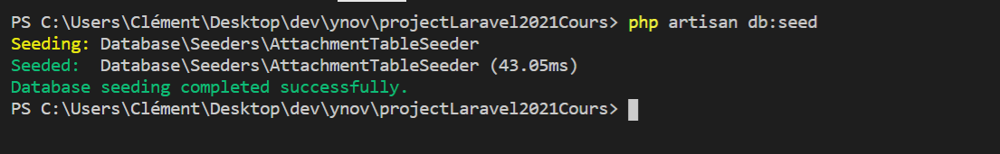 PS C:\Users\Clément\Desktop\dev\ynov\projectLaravel2021Cours> php artisan db:seed
Seeding: Database\Seeders\AttachmentTableSeeder
Seeded:  Database\Seeders\AttachmentTableSeeder (43.05ms)
Database seeding completed successfully.
PS C:\Users\Clément\Desktop\dev\ynov\projectLaravel2021Cours>